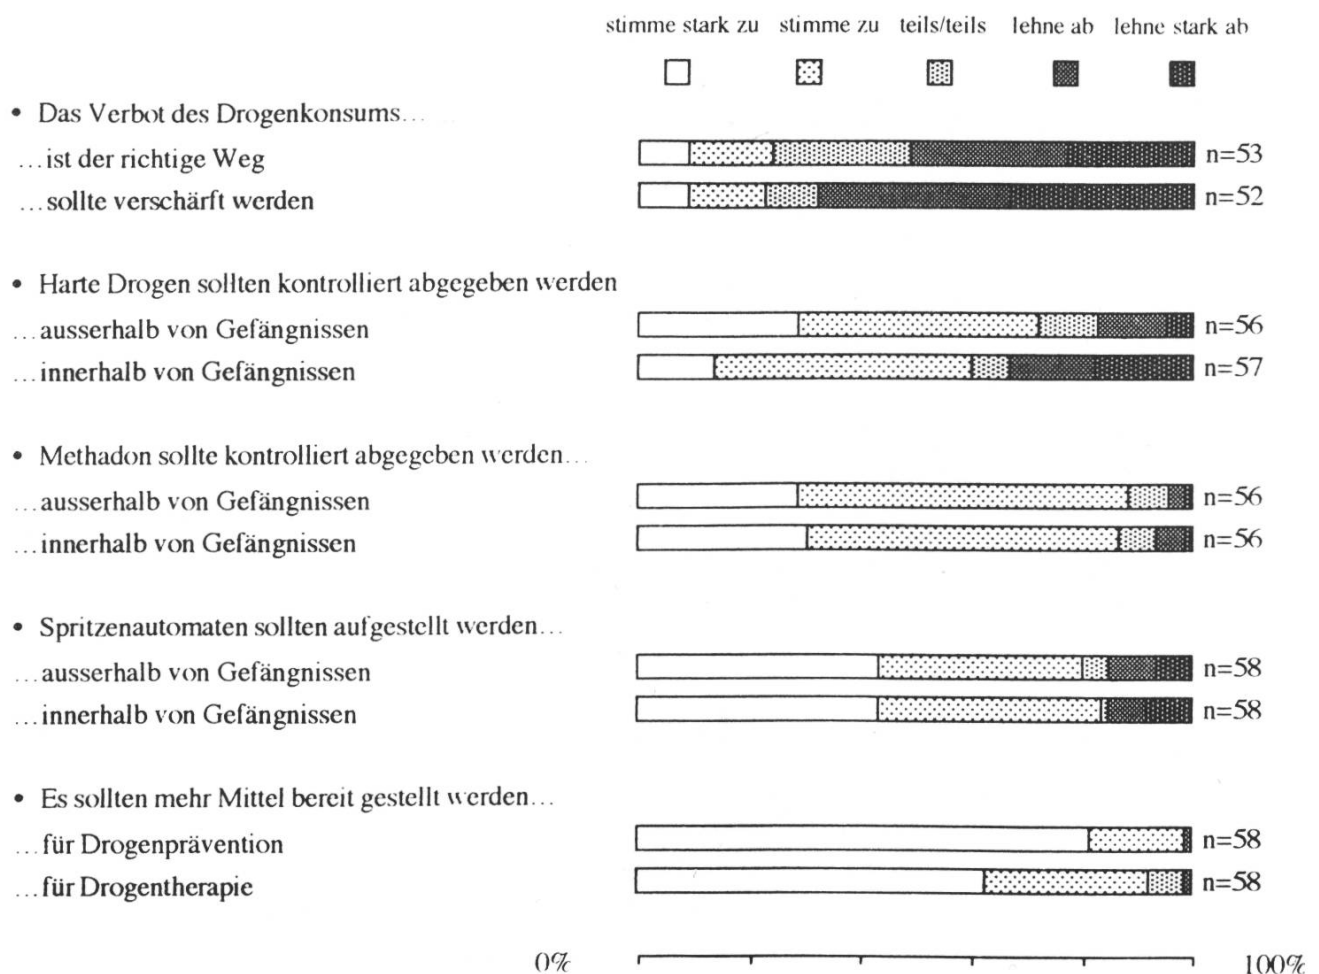 stimme stark zu stimme zu teils/teils lehne ab lehne stark ab
• Das Verbot des Drogenkonsums...
...ist der richtige Weg n=53
...sollte verschärft werden n=52
• Harte Drogen sollten kontrolliert abgegeben werden
...ausserhalb von Gefängnissen n=56
...innerhalb von Gefängnissen n=57
• Methadon sollte kontrolliert abgegeben werden...
...ausserhalb von Gefängnissen n=56
...innerhalb von Gefängnissen n=56
• Spritzenautomaten sollten aufgestellt werden...
...ausserhalb von Gefängnissen n=58
...innerhalb von Gefängnissen n=58
• Es sollten mehr Mittel bereit gestellt werden...
...für Drogenprävention n=58
...für Drogentherapie n=58
0% 100%